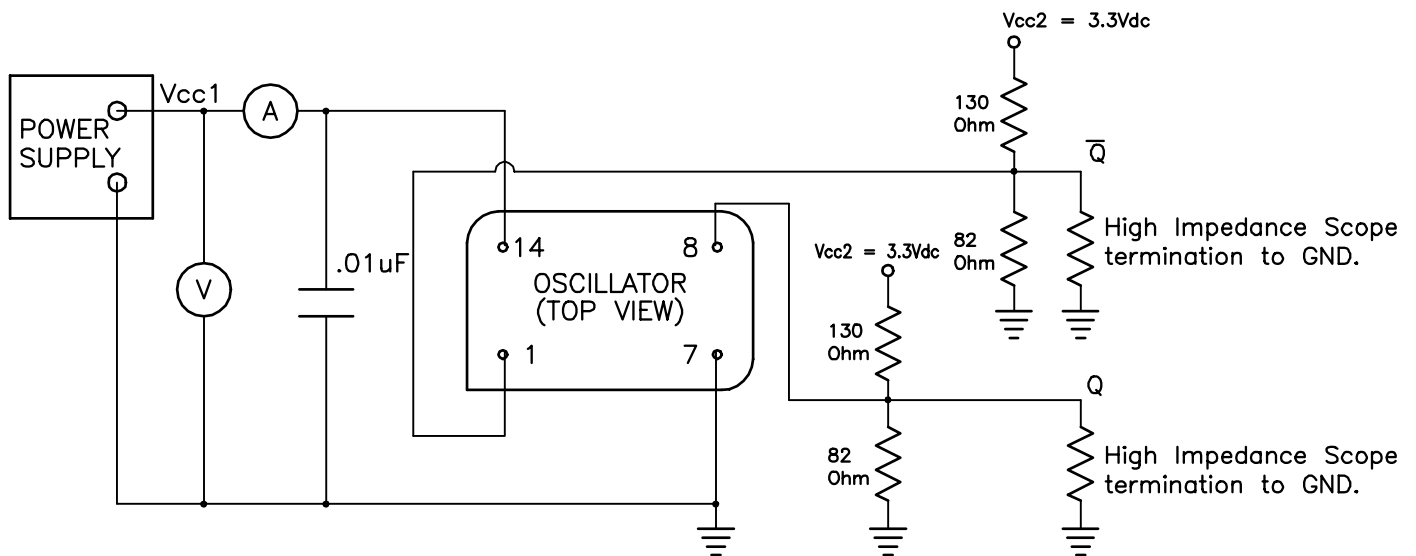 Vcc2 = 3.3Vdc
Vcc1
A
130
Ohm
POWER
SUPPLY
Q̅
82
Ohm
High Impedance Scope
termination to GND.
14
8
Vcc2 = 3.3Vdc
.01uF
V
OSCILLATOR
(TOP VIEW)
130
Ohm
1
7
Q
82
Ohm
High Impedance Scope
termination to GND.